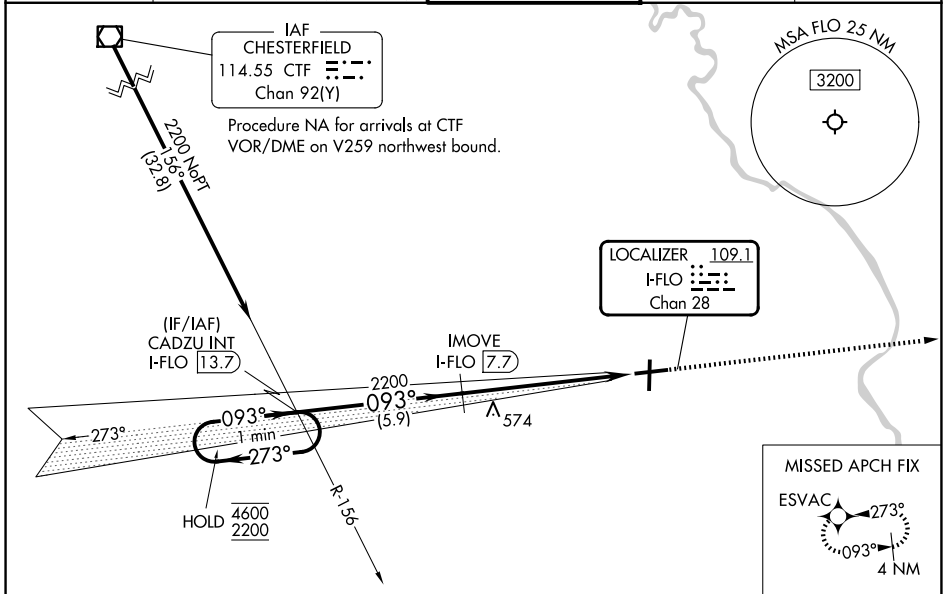 IAF
CHESTERFIELD
114.55 CTF
Chan 92(Y)
Procedure NA for arrivals at CTF
VOR/DME on V259 northwest bound.
MSA FLO 25 NM
3200
2200 NoPT
156°
(32.8)
LOCALIZER 109.1
I-FLO
Chan 28
(IF/IAF)
CADZU INT
I-FLO 13.7
IMOVE
I-FLO 7.7
2200
093°
093°
(5.9)
574
273°
1 min
273°
HOLD 4600
2200
R-156
MISSED APCH FIX
ESVAC
273°
093°
4 NM